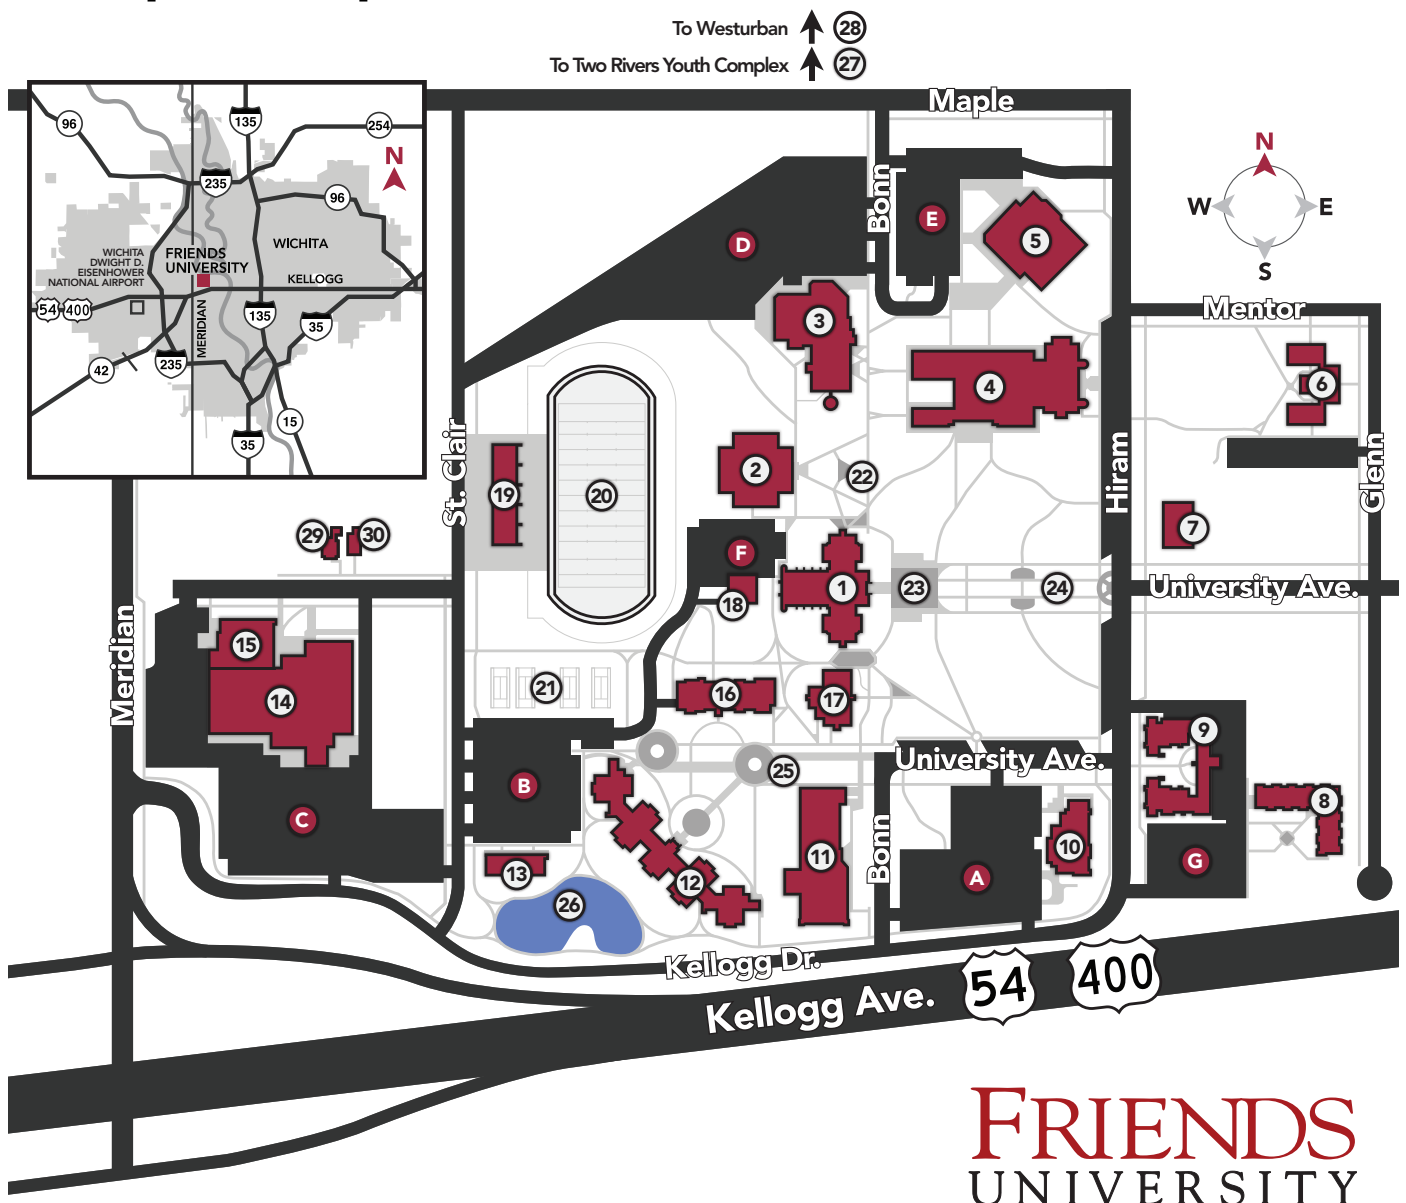 To Westurban 28
To Two Rivers Youth Complex 27
Maple
96
135
254
N
235
96
WICHITA
WICHITA
DWIGHT D.
EISENHOWER
NATIONAL AIRPORT
FRIENDS
UNIVERSITY
KELLOGG
54 400
MERIDIAN
135
35
235
42
15
35
Bonn
E
D
5
N
W E
S
Mentor
3
4
6
St. Clair
Hiram
Glenn
2
22
19
20
7
29 30
F
1
23
24
University Ave.
18
Meridian
15
14
21
16
17
9
25
University Ave.
B
C
8
Bonn
10
11
G
13
12
A
26
Kellogg Dr.
Kellogg Ave. 54 400
FRIENDS
UNIVERSITY